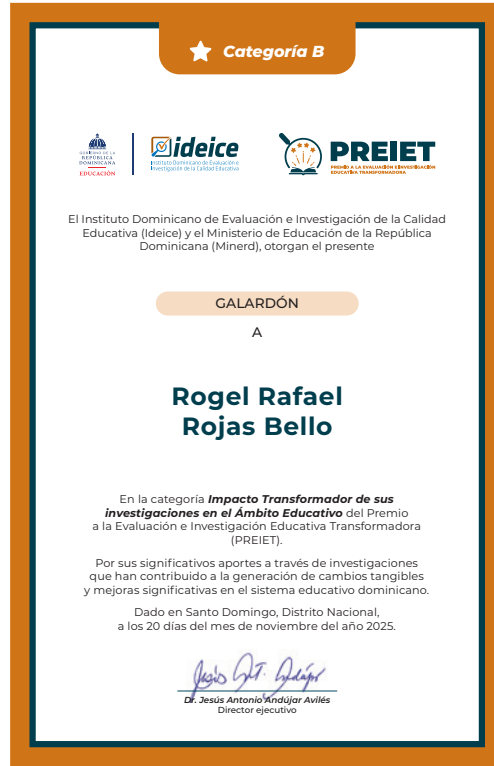 Categoría B
GOBIERNO DE LA
REPÚBLICA
DOMINICANA
EDUCACIÓN
ideice
Instituto Dominicano de Evaluación e
Investigación de la Calidad Educativa
PREIET
PREMIO A LA EVALUACIÓN E INVESTIGACIÓN
EDUCATIVA TRANSFORMADORA
El Instituto Dominicano de Evaluación e Investigación de la Calidad
Educativa (Ideice) y el Ministerio de Educación de la República
Dominicana (Minerd), otorgan el presente
GALARDÓN
A
Rogel Rafael
Rojas Bello
En la categoría Impacto Transformador de sus
investigaciones en el Ámbito Educativo del Premio
a la Evaluación e Investigación Educativa Transformadora
(PREIET).
Por sus significativos aportes a través de investigaciones
que han contribuido a la generación de cambios tangibles
y mejoras significativas en el sistema educativo dominicano.
Dado en Santo Domingo, Distrito Nacional,
a los 20 días del mes de noviembre del año 2025.
Dr. Jesús Antonio Andújar Avilés
Director ejecutivo